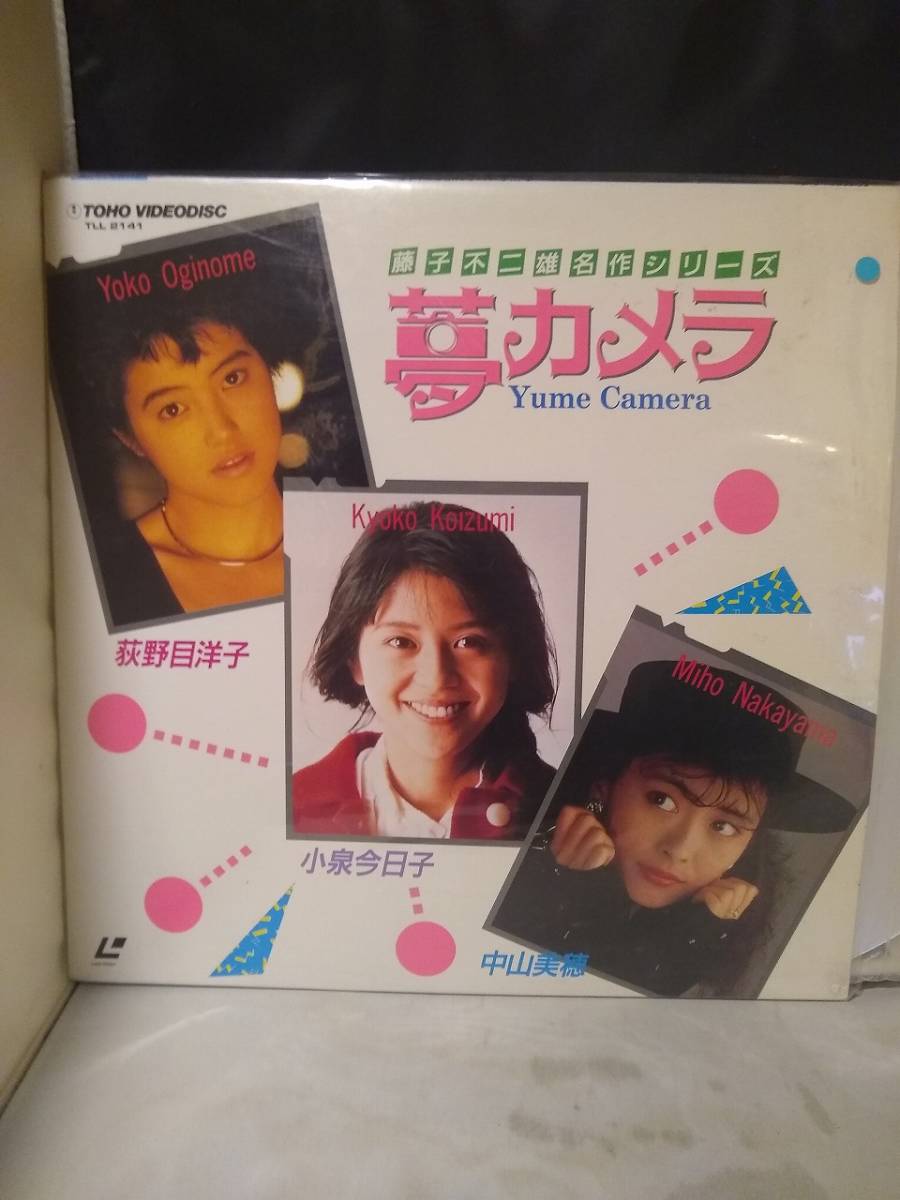 TOHO VIDEODISC
TLL 2141
Yoko Oginome
藤子不二雄名作シリーズ
夢カメラ
Yume Camera
Kyoko Koizumi
荻野目洋子
Miho Nakayama
小泉今日子
中山美穂